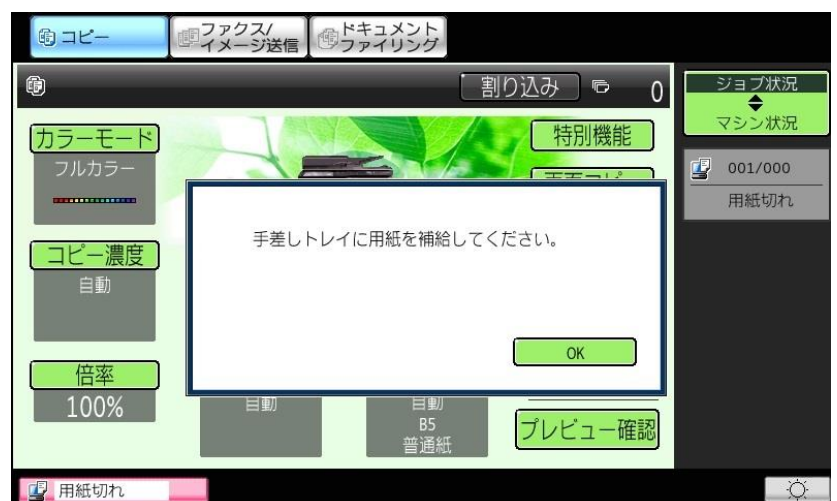 コピー
ファクス/
イメージ送信
ドキュメント
ファイリング
割り込み
0
ジョブ状況
マシン状況
カラーモード
フルカラー
特別機能
001/000
用紙切れ
手差しトレイに用紙を補給してください。
コピー濃度
自動
OK
倍率
100%
自動
自動
B5
普通紙
プレビュー確認
用紙切れ